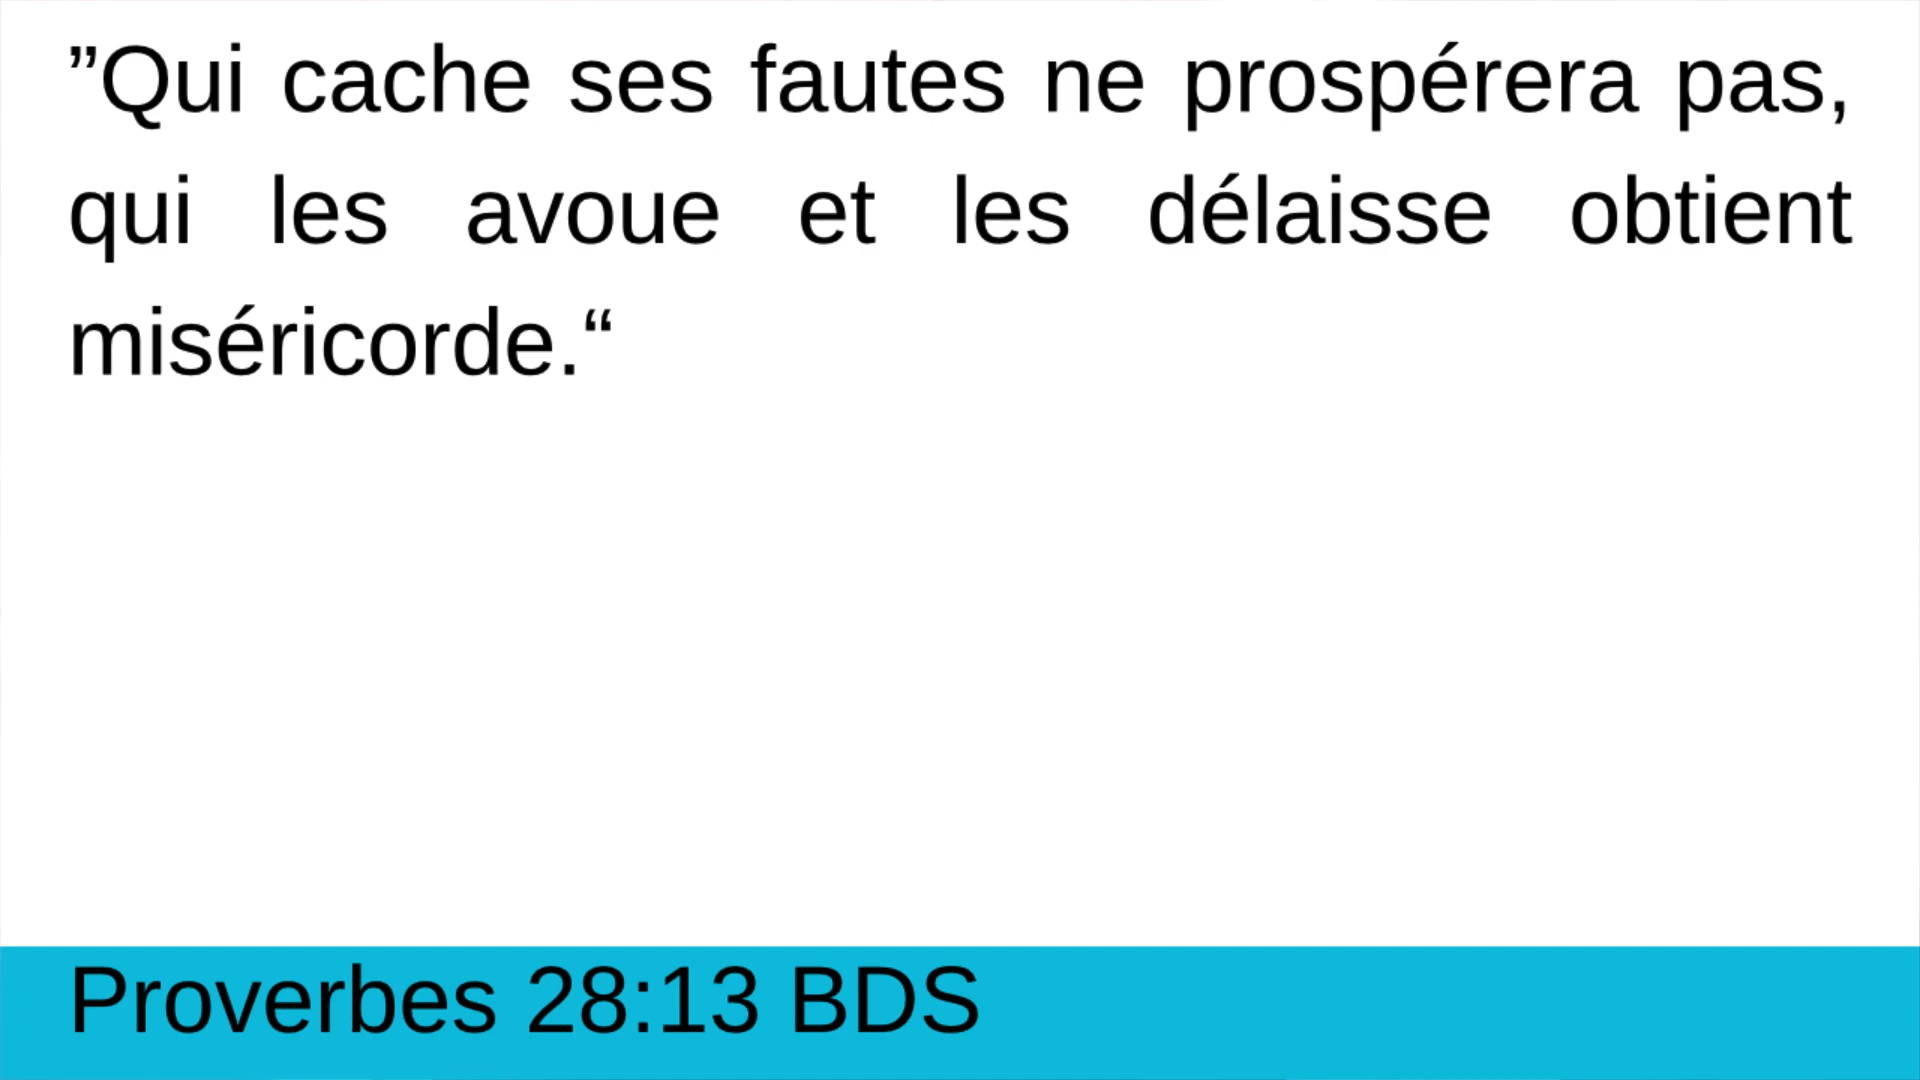 ”Qui cache ses fautes ne prospérera pas,
qui les avoue et les délaisse obtient
miséricorde.“
Proverbes 28:13 BDS